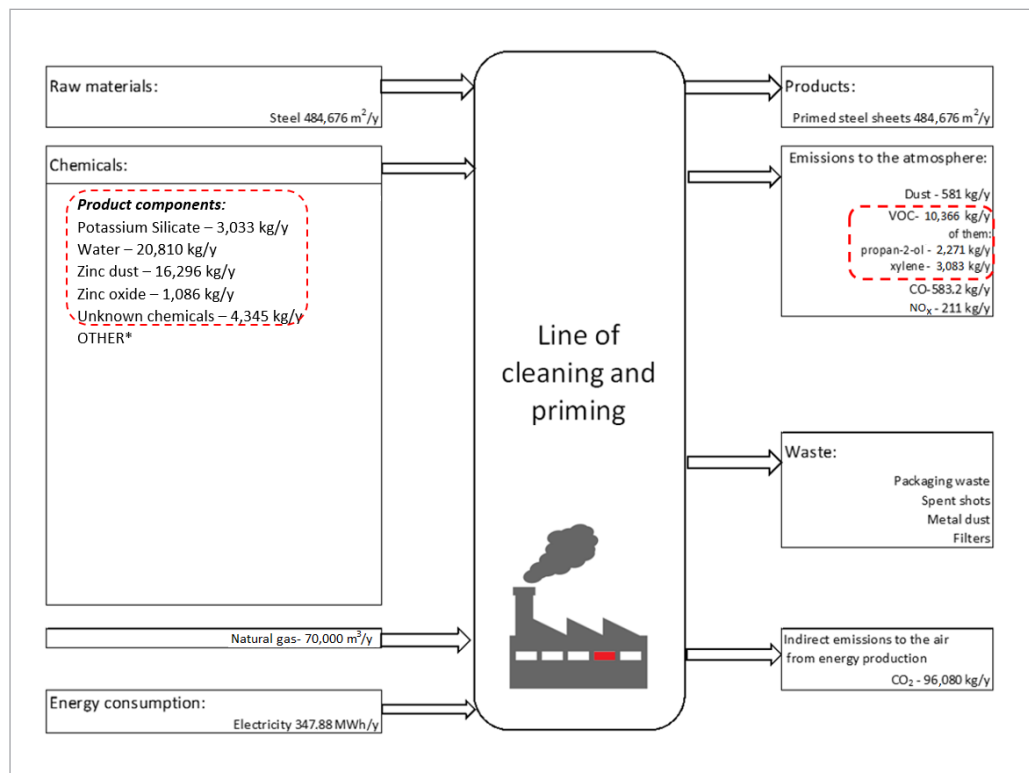 Raw materials:
Steel 484,676 m²/y
Chemicals:
Product components:
Potassium Silicate – 3,033 kg/y
Water – 20,810 kg/y
Zinc dust – 16,296 kg/y
Zinc oxide – 1,086 kg/y
Unknown chemicals – 4,345 kg/y
OTHER*
Natural gas- 70,000 m³/y
Energy consumption:
Electricity 347.88 MWh/y
Line of
cleaning and
priming
Products:
Primed steel sheets 484,676 m²/y
Emissions to the atmosphere:
Dust - 581 kg/y
VOC- 10,366 kg/y
of them:
propan-2-ol - 2,271 kg/y
xylene - 3,083 kg/y
CO-583.2 kg/y
NOₓ - 211 kg/y
Waste:
Packaging waste
Spent shots
Metal dust
Filters
Indirect emissions to the air
from energy production
CO₂ - 96,080 kg/y